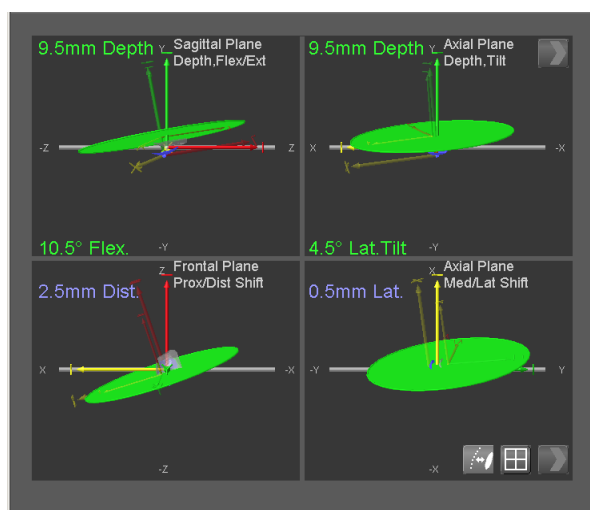 9.5mm Depth
Y
Sagittal Plane
Depth,Flex/Ext
-Z
Z
10.5° Flex.
-Y
9.5mm Depth
Y
Axial Plane
Depth,Tilt
X
-X
4.5° Lat.Tilt
-Y
2.5mm Dist.
Z
Frontal Plane
Prox/Dist Shift
X
-X
-Z
0.5mm Lat.
X
Axial Plane
Med/Lat Shift
-Y
Y
-X